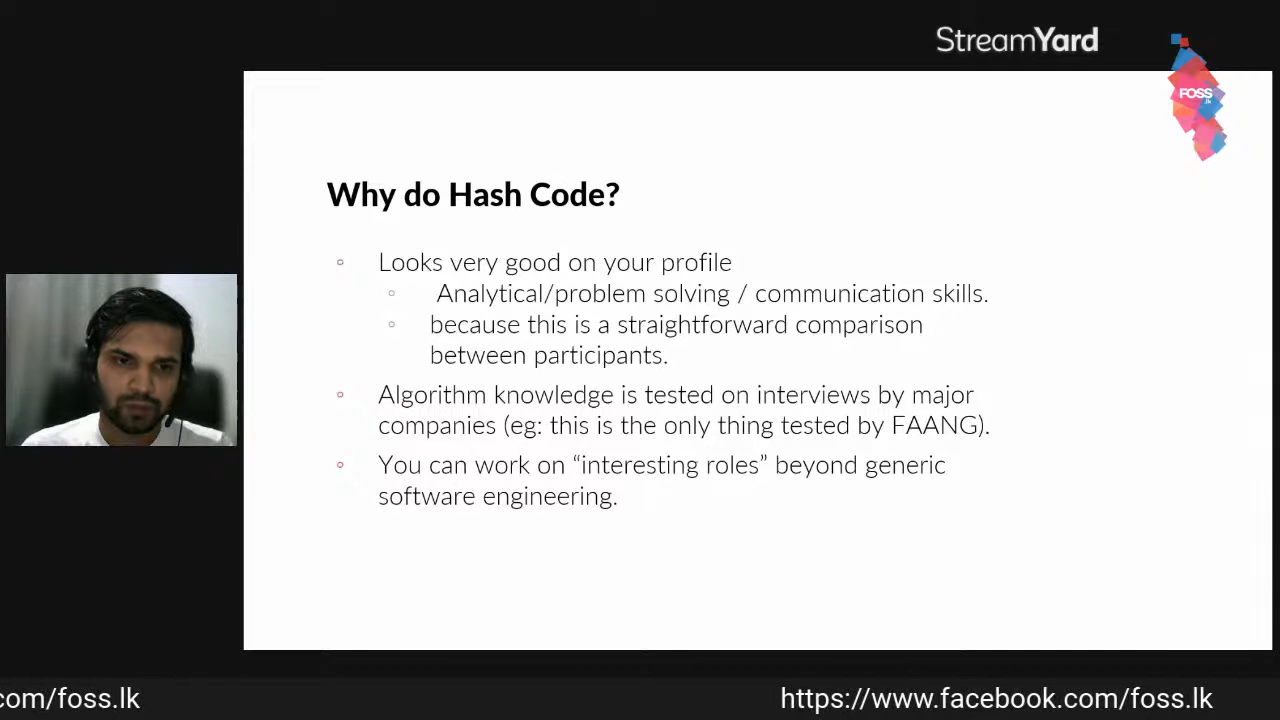 StreamYard
FOSS
.lk
Why do Hash Code?
Looks very good on your profile
Analytical/problem solving / communication skills.
because this is a straightforward comparison
between participants.
Algorithm knowledge is tested on interviews by major
companies (eg: this is the only thing tested by FAANG).
You can work on “interesting roles” beyond generic
software engineering.
com/foss.lk
https://www.facebook.com/foss.lk